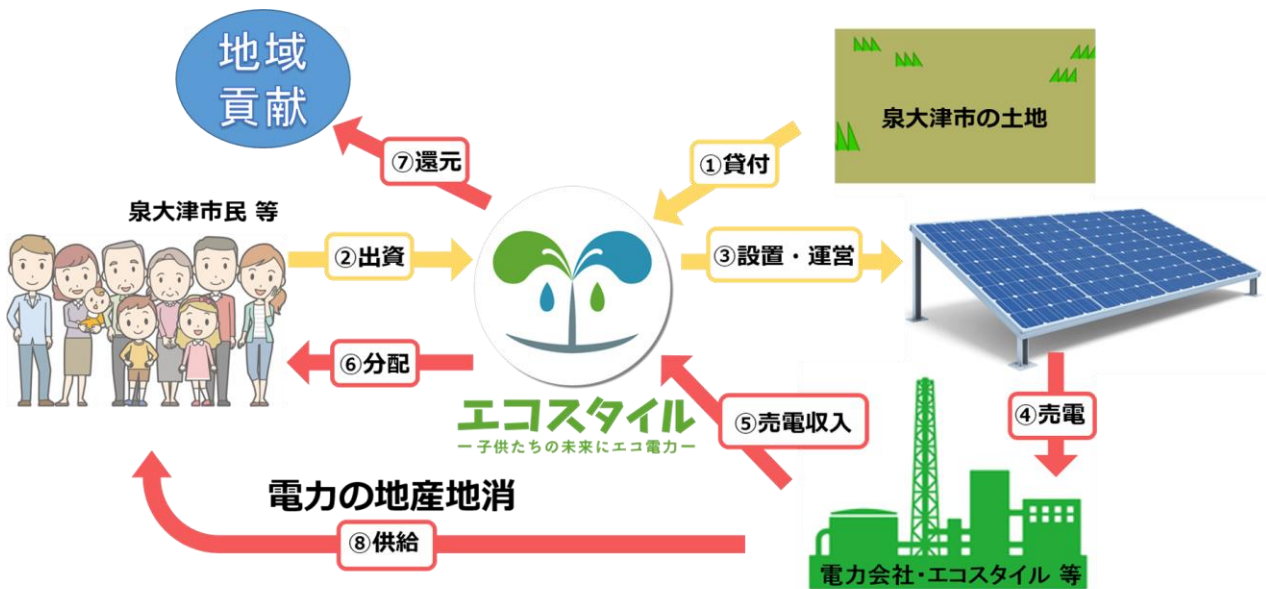 地域
貢献
泉大津市の土地
①貸付
⑦還元
泉大津市民 等
②出資
③設置・運営
⑥分配
④売電
エコスタイル
ー子供たちの未来にエコ電力ー
⑤売電収入
電力の地産地消
⑧供給
電力会社・エコスタイル 等